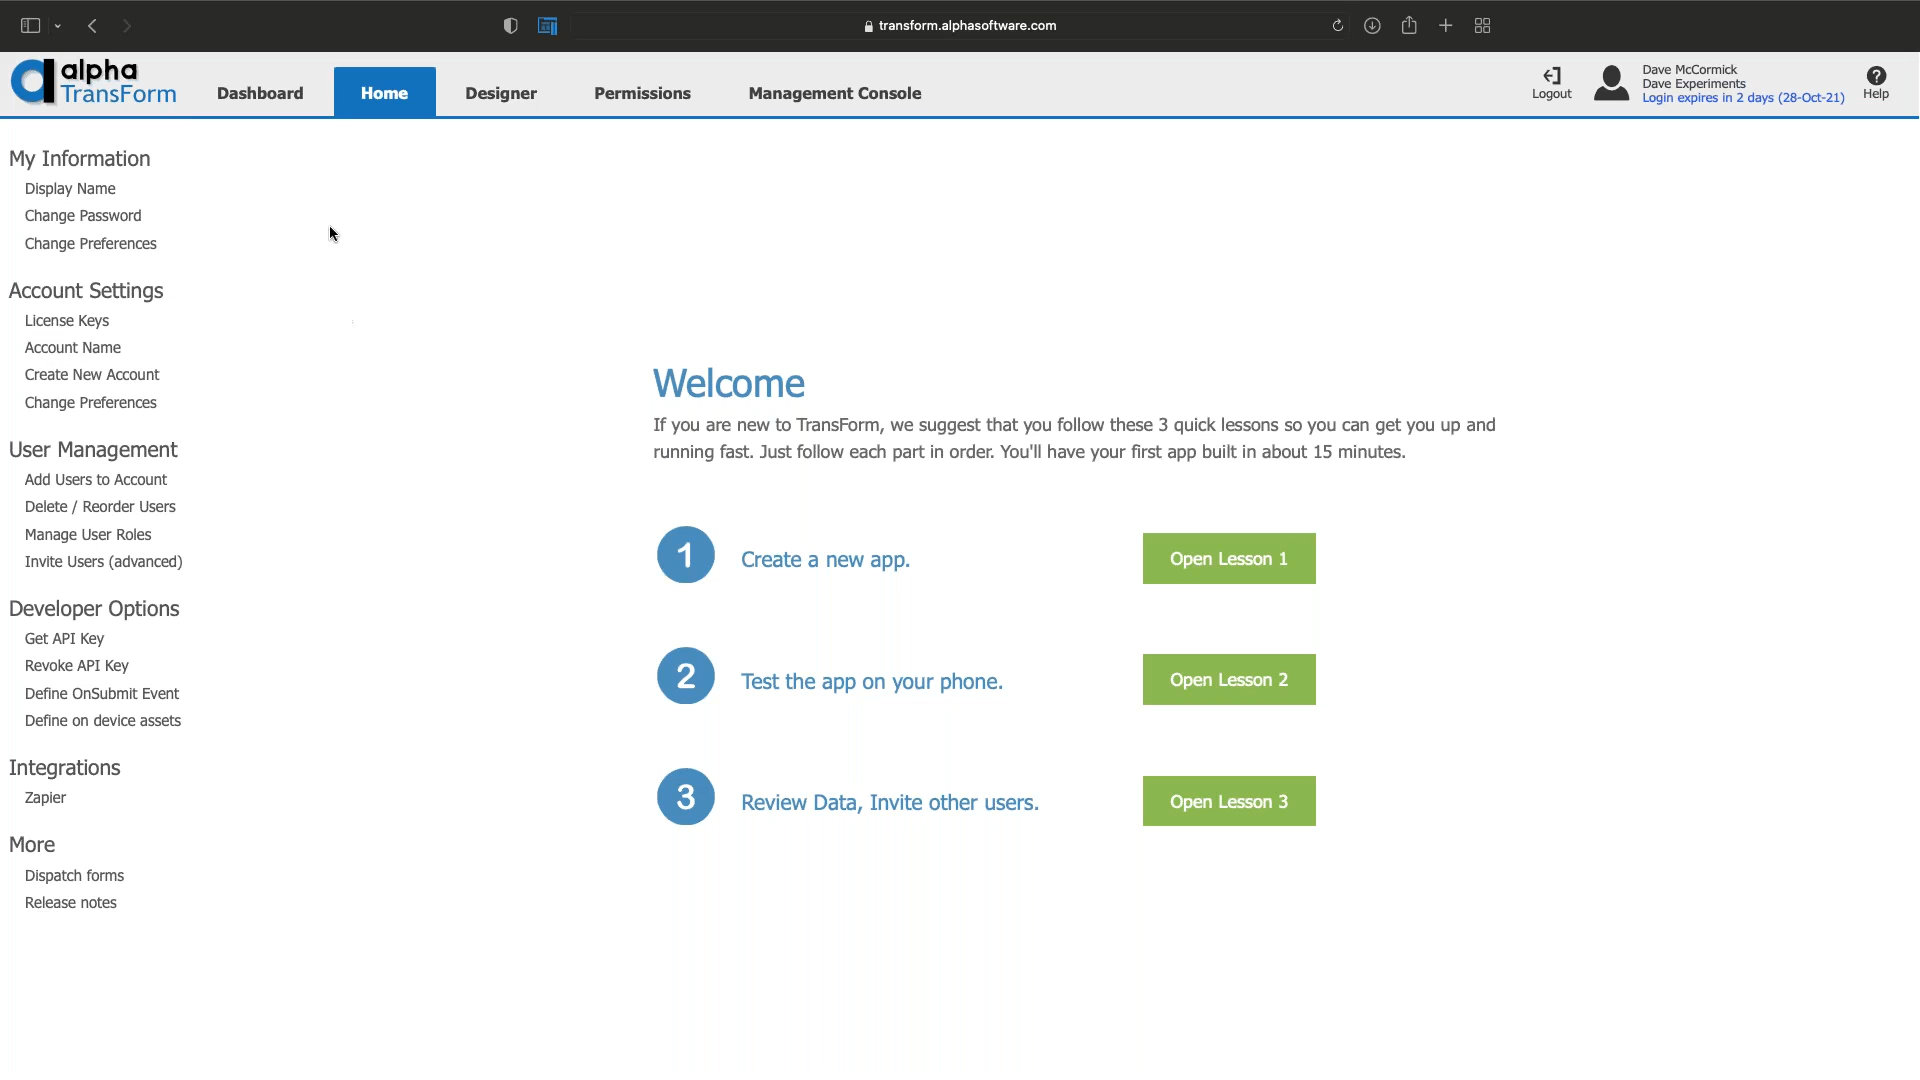 transform.alphasoftware.com
alpha
TransForm
Dashboard
Home
Designer
Permissions
Management Console
Logout
Dave McCormick
Dave Experiments
Login expires in 2 days (28-Oct-21)
Help
My Information
Display Name
Change Password
Change Preferences
Account Settings
License Keys
Account Name
Create New Account
Change Preferences
User Management
Add Users to Account
Delete / Reorder Users
Manage User Roles
Invite Users (advanced)
Developer Options
Get API Key
Revoke API Key
Define OnSubmit Event
Define on device assets
Integrations
Zapier
More
Dispatch forms
Release notes
Welcome
If you are new to TransForm, we suggest that you follow these 3 quick lessons so you can get you up and
running fast. Just follow each part in order. You'll have your first app built in about 15 minutes.
1 Create a new app. Open Lesson 1
2 Test the app on your phone. Open Lesson 2
3 Review Data, Invite other users. Open Lesson 3